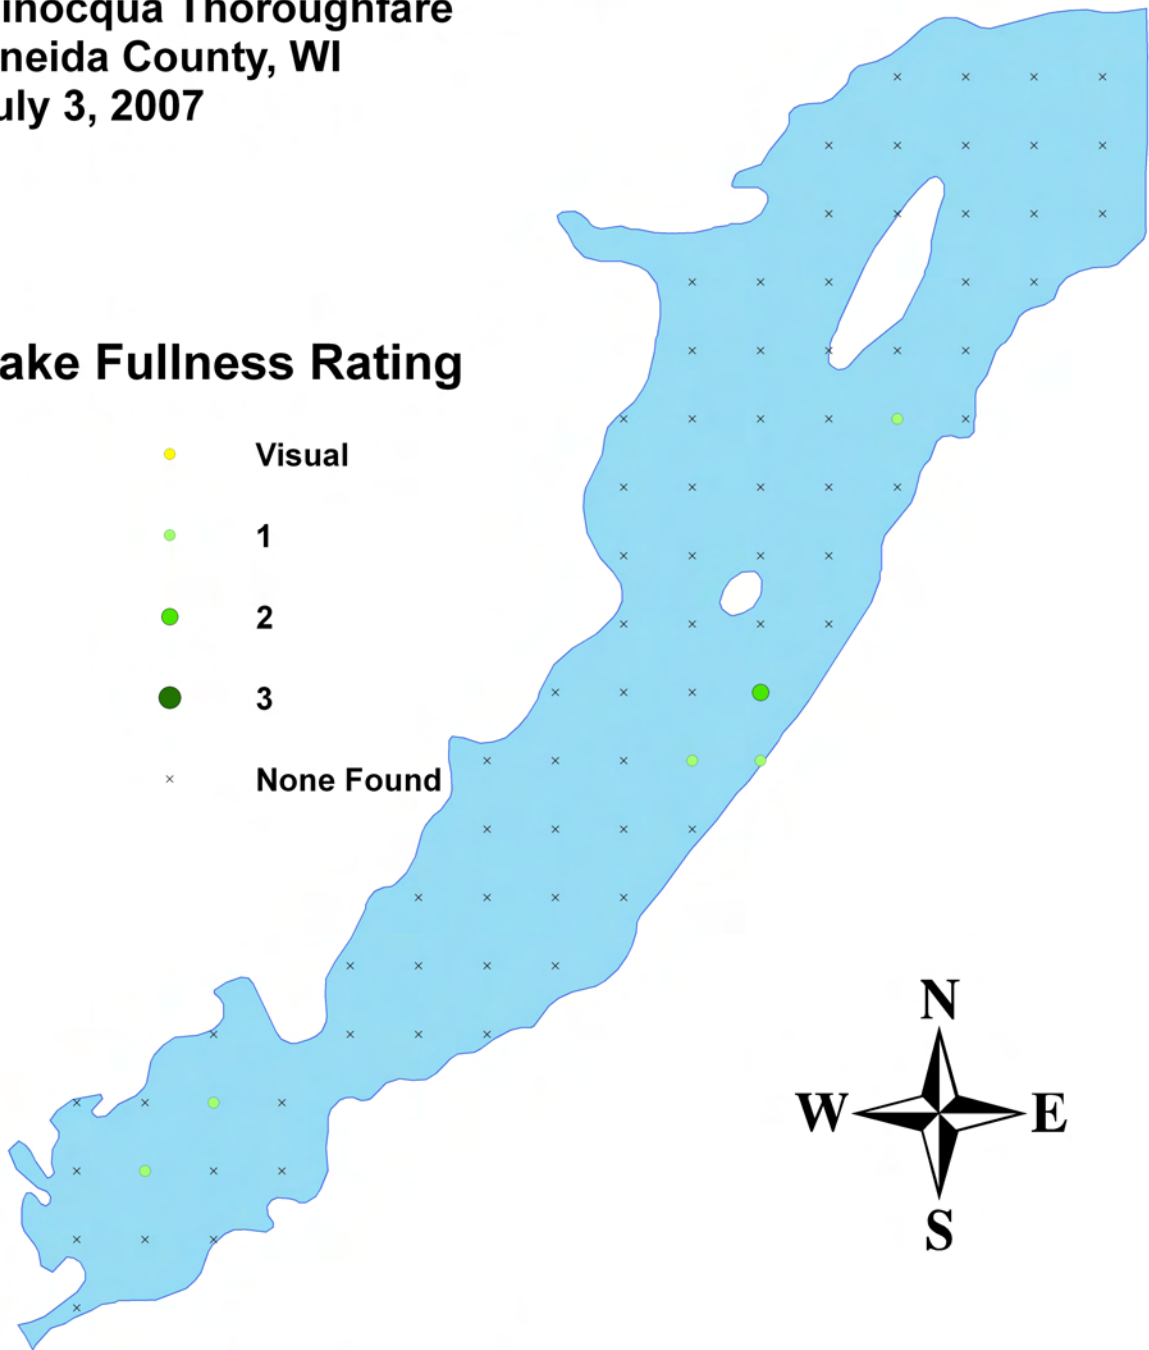 inocqua Thoroughfare
neida County, WI
uly 3, 2007
ake Fullness Rating
Visual
1
2
3
None Found
N
W E
S